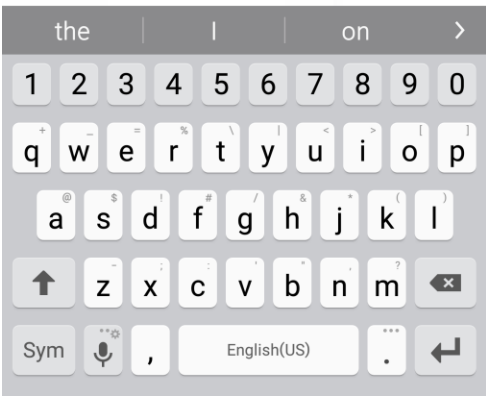 the I on >
1 2 3 4 5 6 7 8 9 0
+ _ = % \ | < > [ ]
q w e r t y u i o p
@ $ ! # / & * ( )
a s d f g h j k l
- ; : ' " , ?
z x c v b n m
Sym , English(US) .